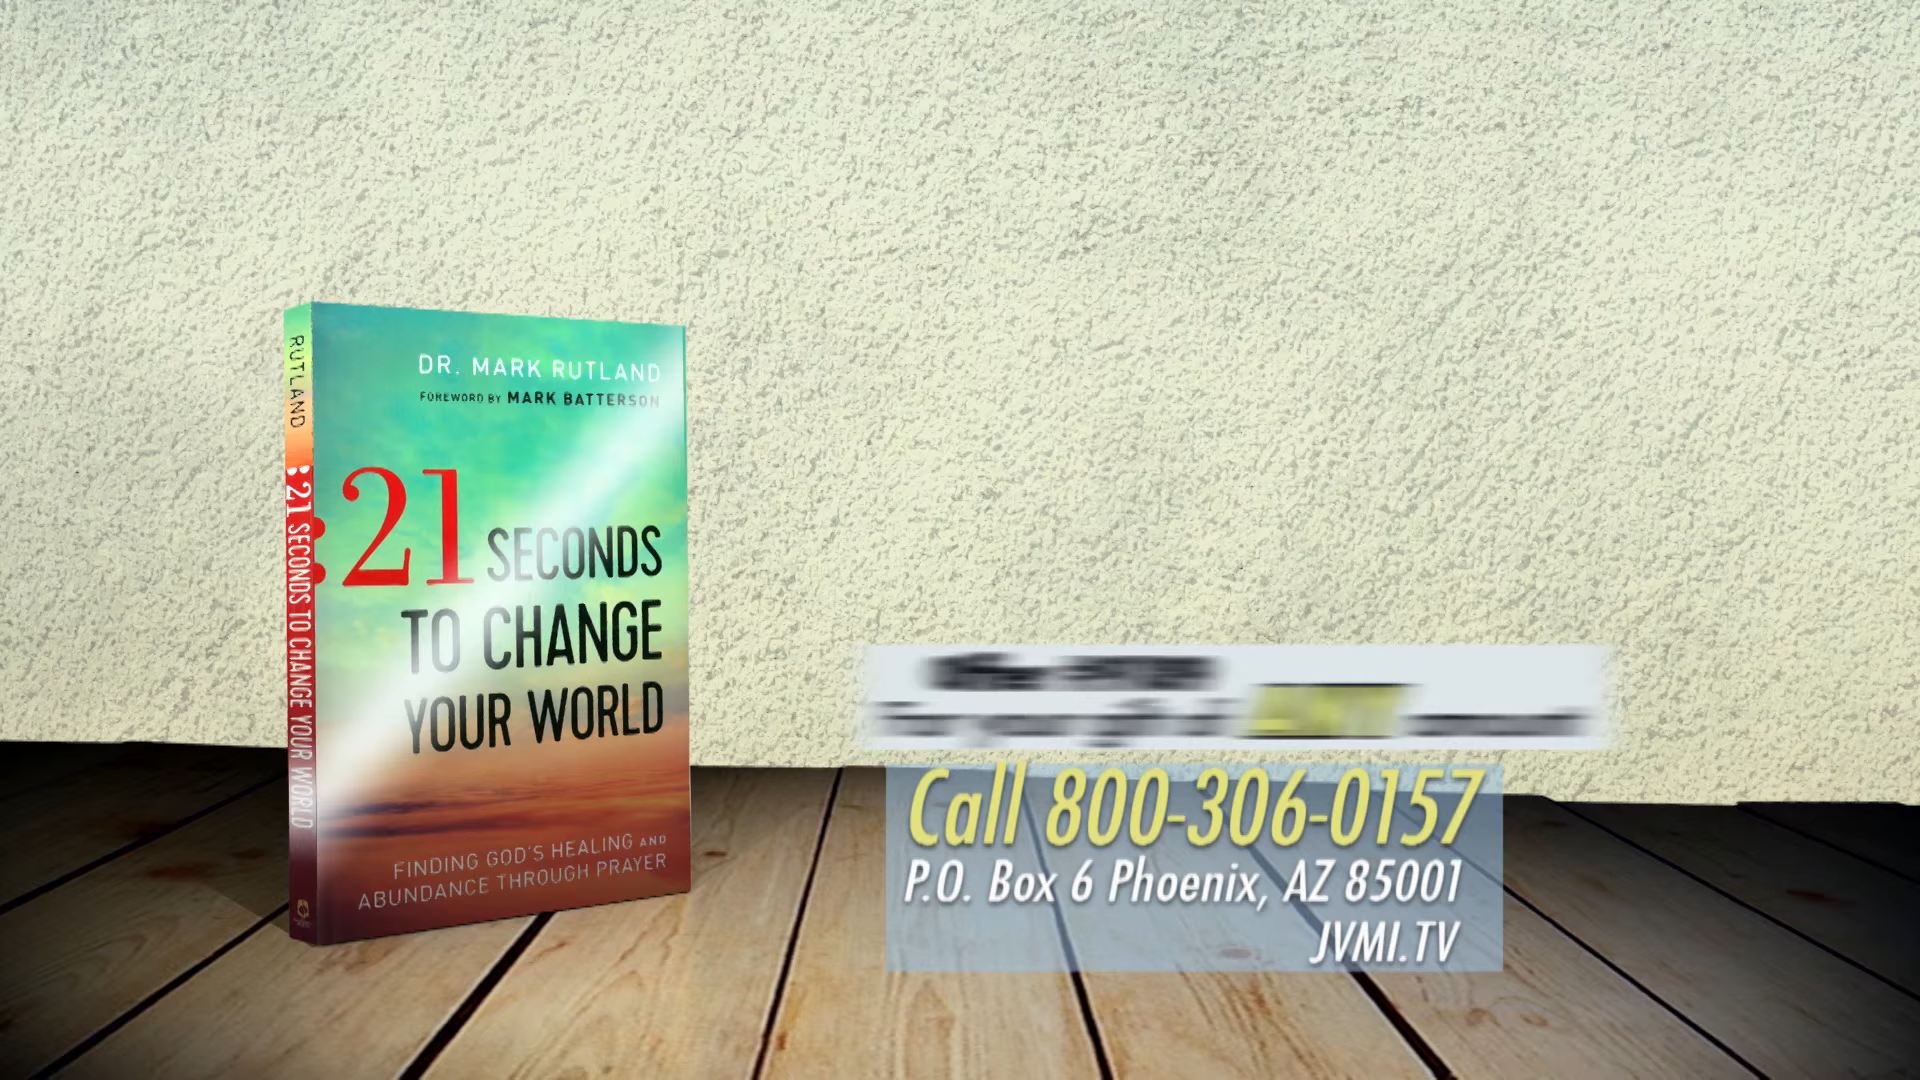 DR. MARK RUTLAND
FOREWORD BY MARK BATTERSON
:21 SECONDS
TO CHANGE
YOUR WORLD
FINDING GOD'S HEALING AND
ABUNDANCE THROUGH PRAYER
RUTLAND
:21 SECONDS TO CHANGE YOUR WORLD
Call 800-306-0157
P.O. Box 6 Phoenix, AZ 85001
JVMI.TV